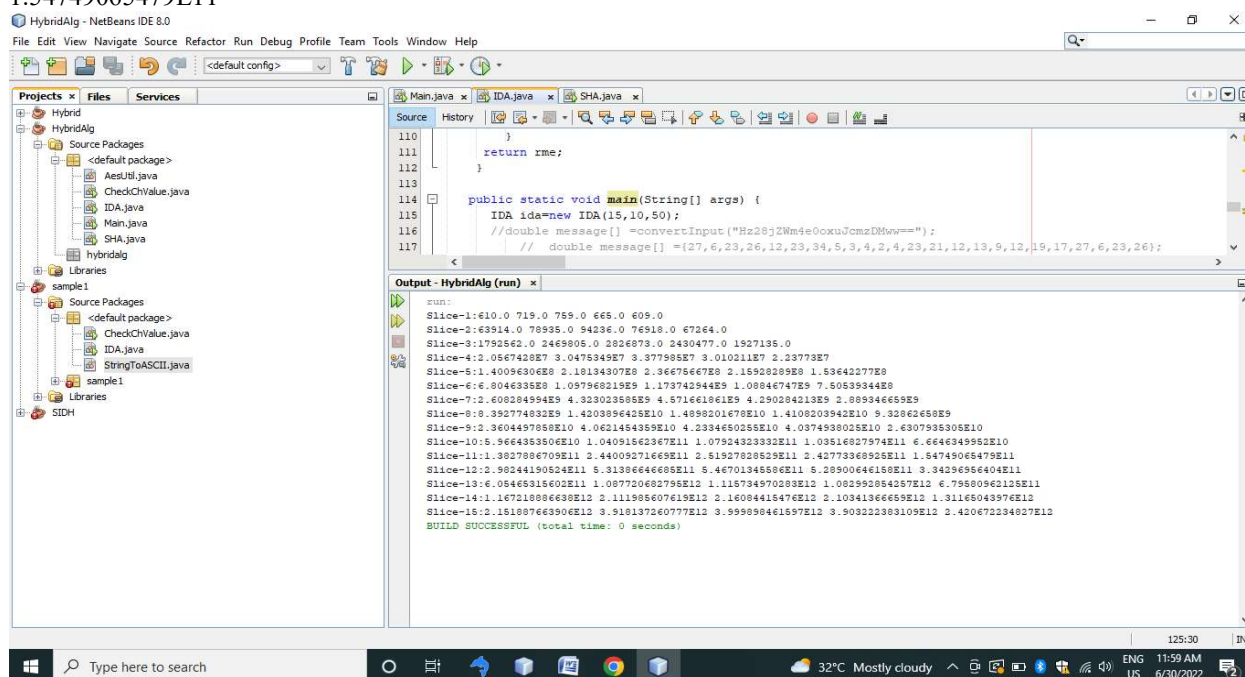 1.54749065479E11
HybridAlg - NetBeans IDE 8.0
File Edit View Navigate Source Refactor Run Debug Profile Team Tools Window Help
<default config>
Projects × Files Services
Hybrid
HybridAlg
Source Packages
<default package>
AesUtil.java
CheckChValue.java
IDA.java
Main.java
SHA.java
hybridalg
Libraries
sample1
Source Packages
<default package>
CheckChValue.java
IDA.java
StringToASCII.java
sample1
Libraries
SIDH
Main.java × IDA.java × SHA.java ×
Source History
110 }
111 return rme;
112 }
113
114 public static void main(String[] args) {
115 IDA ida=new IDA(15,10,50);
116 //double message[] =convertInput("Hz28jZWm4e0oxuJcmzDMww==");
117 // double message[] ={27,6,23,26,12,23,34,5,3,4,2,4,23,21,12,13,9,12,19,17,27,6,23,26};
Output - HybridAlg (run) ×
run:
Slice-1:610.0 719.0 759.0 665.0 609.0
Slice-2:63914.0 78935.0 94236.0 76918.0 67264.0
Slice-3:1792562.0 2469805.0 2826873.0 2430477.0 1927135.0
Slice-4:2.0567428E7 3.0475349E7 3.377985E7 3.010211E7 2.23773E7
Slice-5:1.40096306E8 2.18134307E8 2.36675667E8 2.15928289E8 1.53642277E8
Slice-6:6.8046335E8 1.097968219E9 1.173742944E9 1.08846747E9 7.50539344E8
Slice-7:2.608284994E9 4.323023585E9 4.571661861E9 4.290284213E9 2.889346659E9
Slice-8:8.392774832E9 1.4203896425E10 1.4898201678E10 1.4108203942E10 9.32862658E9
Slice-9:2.3604497858E10 4.0621454359E10 4.2334650255E10 4.0374938025E10 2.6307935305E10
Slice-10:5.9664353506E10 1.04091562367E11 1.07924323332E11 1.03516827974E11 6.6646349952E10
Slice-11:1.3827886709E11 2.44009271669E11 2.51927828529E11 2.42773368925E11 1.54749065479E11
Slice-12:2.98244190524E11 5.31386646685E11 5.46701345586E11 5.28900646158E11 3.34296956404E11
Slice-13:6.05465315602E11 1.087720682795E12 1.115734970283E12 1.082992854257E12 6.79580962125E11
Slice-14:1.167218886638E12 2.111985607619E12 2.16084415476E12 2.10341366659E12 1.31165043976E12
Slice-15:2.151887663906E12 3.918137260777E12 3.999898461597E12 3.903222383109E12 2.420672234827E12
BUILD SUCCESSFUL (total time: 0 seconds)
125:30
Type here to search
32°C Mostly cloudy
ENG
US
11:59 AM
6/30/2022